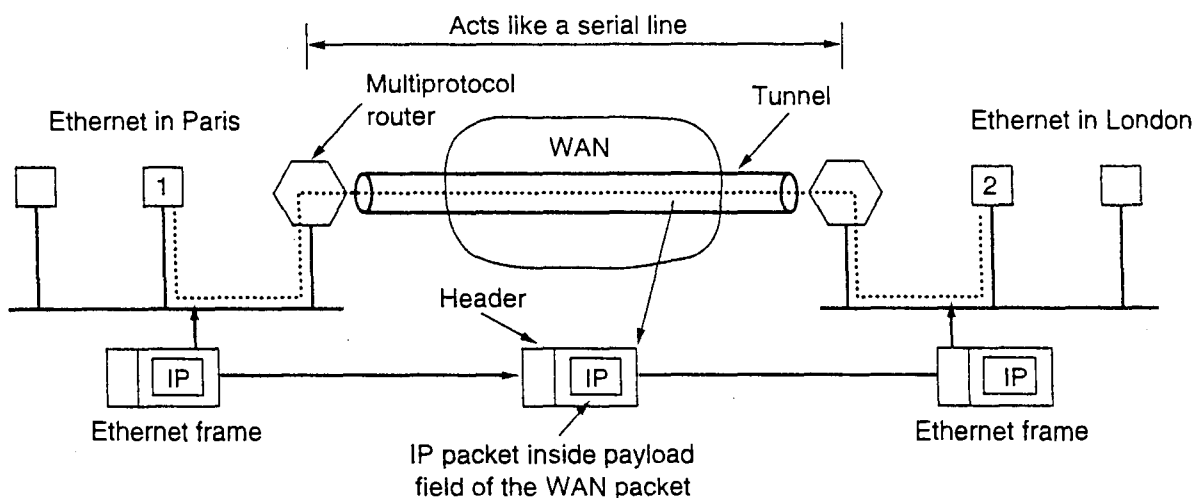 Acts like a serial line
Multiprotocol
router
Tunnel
Ethernet in Paris
Ethernet in London
WAN
1
2
Header
IP
IP
IP
Ethernet frame
Ethernet frame
IP packet inside payload
field of the WAN packet